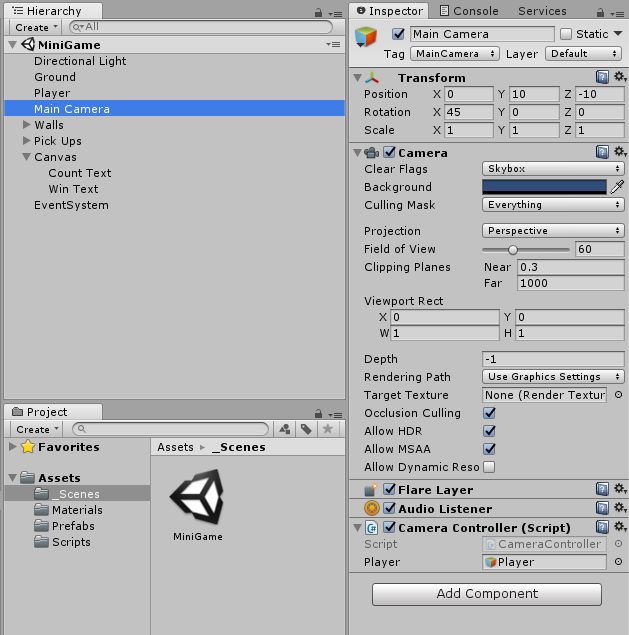 Hierarchy
Create All
MiniGame
Directional Light
Ground
Player
Main Camera
Walls
Pick Ups
Canvas
Count Text
Win Text
EventSystem
Project
Create
Favorites
Assets
_Scenes
Materials
Prefabs
Scripts
Assets _Scenes
MiniGame
Inspector Console Services
Main Camera Static
Tag MainCamera Layer Default
Transform
Position X 0 Y 10 Z -10
Rotation X 45 Y 0 Z 0
Scale X 1 Y 1 Z 1
Camera
Clear Flags Skybox
Background
Culling Mask Everything
Projection Perspective
Field of View 60
Clipping Planes Near 0.3
Far 1000
Viewport Rect
X 0 Y 0
W 1 H 1
Depth -1
Rendering Path Use Graphics Settings
Target Texture None (Render Textur
Occlusion Culling
Allow HDR
Allow MSAA
Allow Dynamic Reso
Flare Layer
Audio Listener
Camera Controller (Script)
Script CameraController
Player Player
Add Component